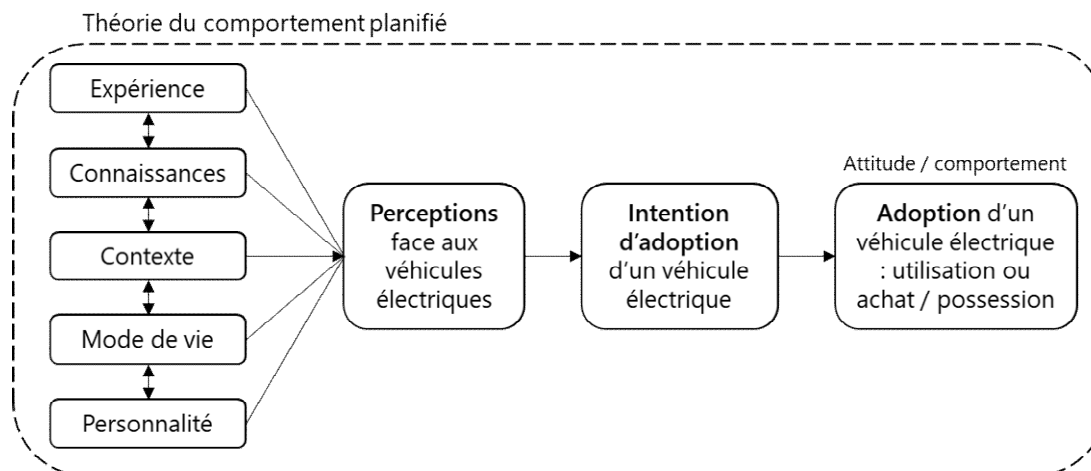 Théorie du comportement planifié
Expérience
Connaissances
Contexte
Mode de vie
Personnalité
Perceptions
face aux
véhicules
électriques
Intention
d'adoption
d'un véhicule
électrique
Attitude / comportement
Adoption d'un
véhicule électrique
: utilisation ou
achat / possession